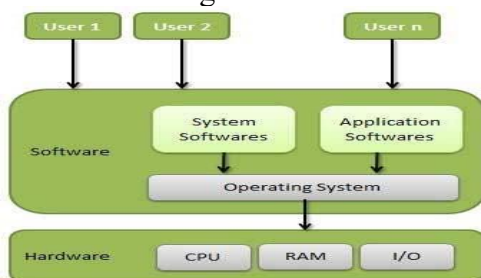 User 1 User 2 User n
System Softwares
Application Softwares
Software
Operating System
Hardware CPU RAM I/O